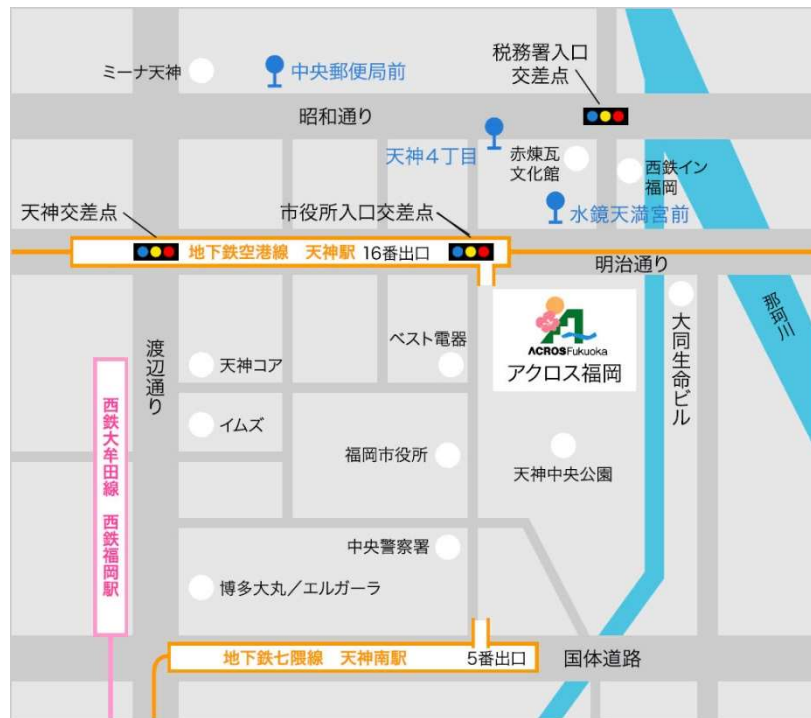 税務署入口
交差点
ミーナ天神
中央郵便局前
昭和通り
天神4丁目
赤煉瓦
文化館
西鉄イン
福岡
水鏡天満宮前
天神交差点
市役所入口交差点
地下鉄空港線　天神駅 16番出口
明治通り
那珂川
渡辺通り
ベスト電器
ACROS Fukuoka
アクロス福岡
大同生命ビル
天神コア
イムズ
西鉄大牟田線　西鉄福岡駅
福岡市役所
天神中央公園
中央警察署
博多大丸／エルガーラ
地下鉄七隈線　天神南駅 5番出口
国体道路